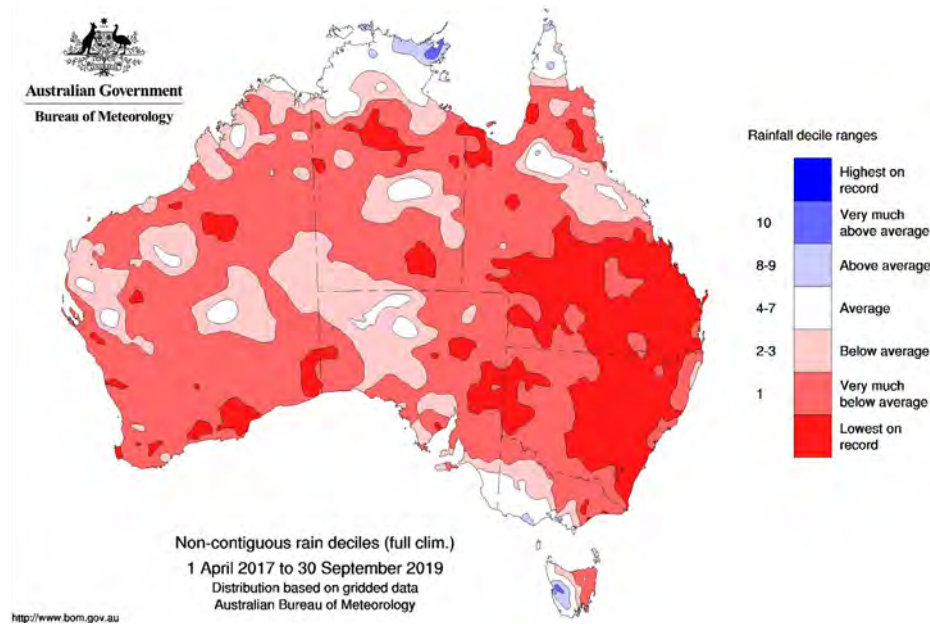 Australian Government
Bureau of Meteorology
Rainfall decile ranges
Highest on
record
10 Very much
above average
8-9 Above average
4-7 Average
2-3 Below average
1 Very much
below average
Lowest on
record
Non-contiguous rain deciles (full clim.)
1 April 2017 to 30 September 2019
Distribution based on gridded data
Australian Bureau of Meteorology
http://www.bom.gov.au